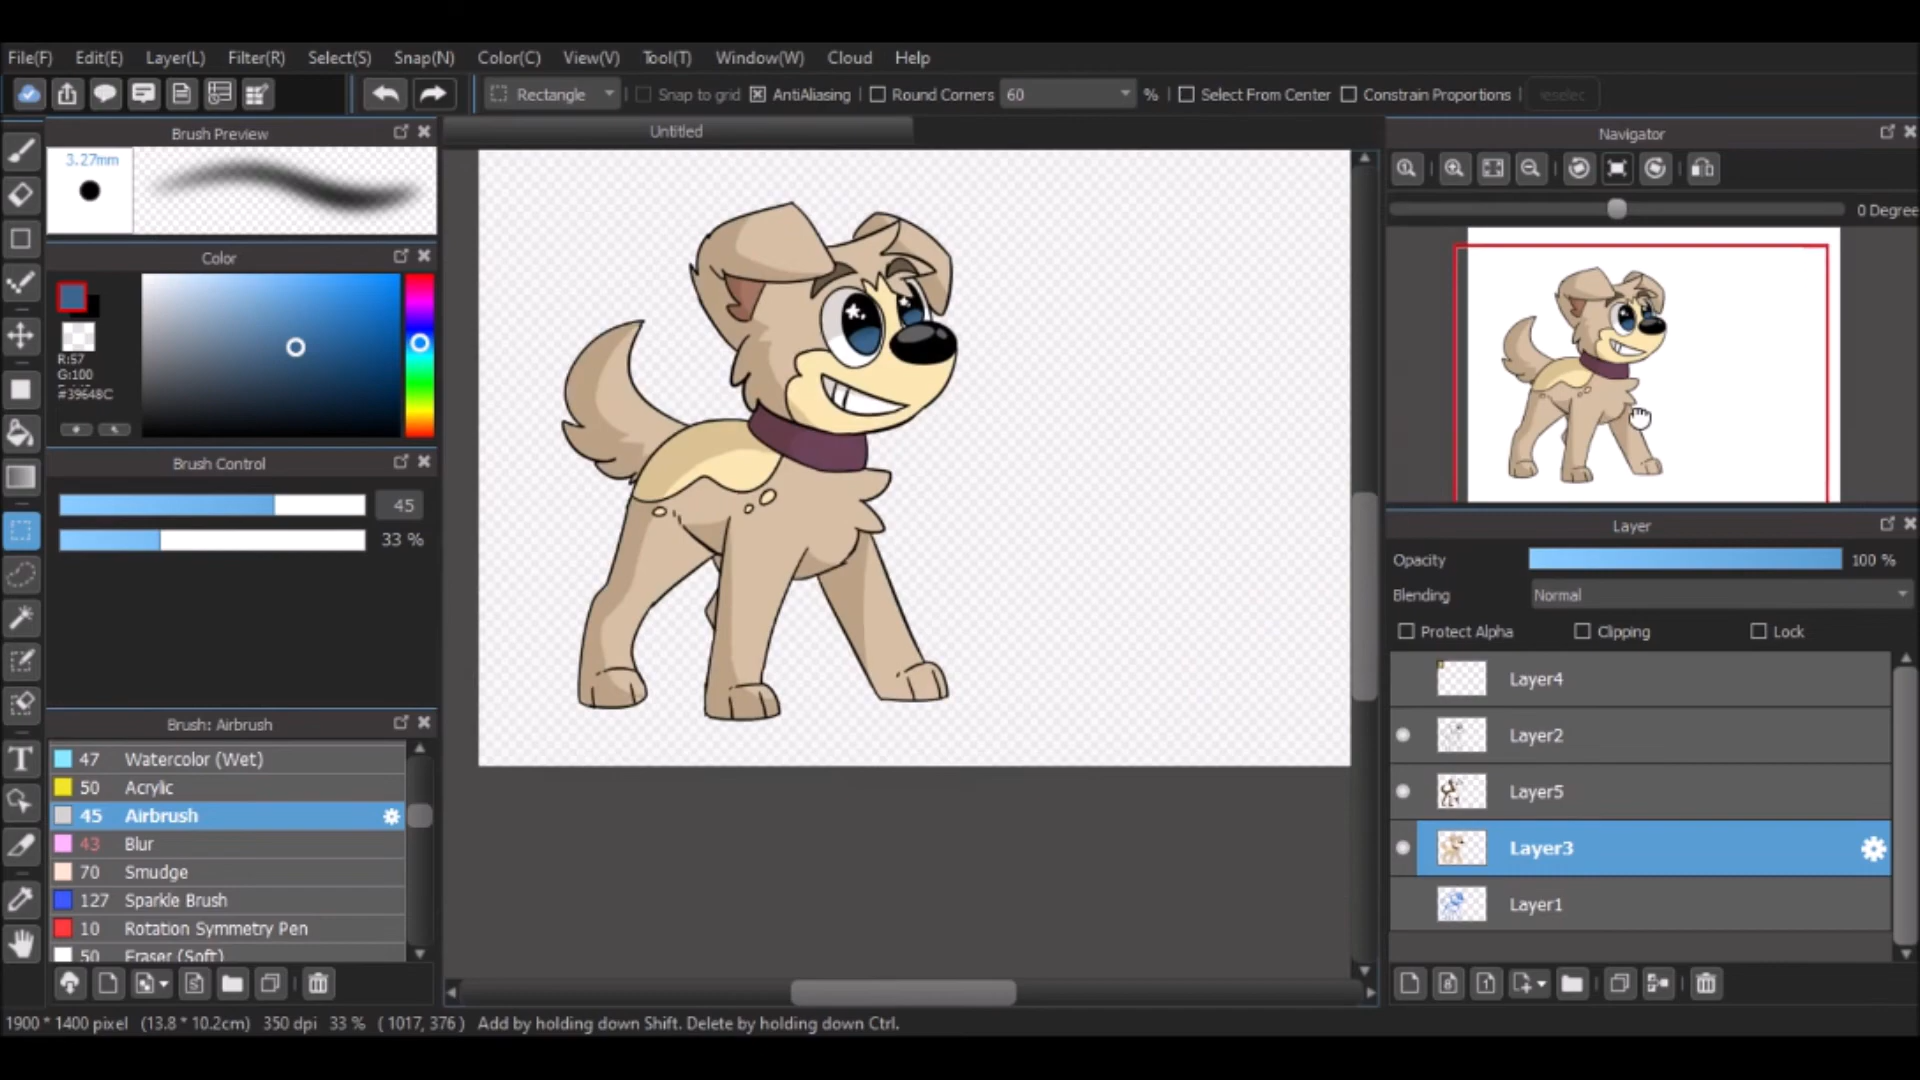 File(F) Edit(E) Layer(L) Filter(R) Select(S) Snap(N) Color(C) View(V) Tool(T) Window(W) Cloud Help
Rectangle Snap to grid AntiAliasing Round Corners 60 % Select From Center Constrain Proportions reselec
Brush Preview
3.27mm
Color
R:57
G:100
#39648C
Brush Control
45
33 %
Brush: Airbrush
47 Watercolor (Wet)
50 Acrylic
45 Airbrush
43 Blur
70 Smudge
127 Sparkle Brush
10 Rotation Symmetry Pen
50 Eraser (Soft)
Untitled
Navigator
0 Degree
Layer
Opacity 100 %
Blending Normal
Protect Alpha Clipping Lock
Layer4
Layer2
Layer5
Layer3
Layer1
1900 * 1400 pixel (13.8 * 10.2cm) 350 dpi 33 % ( 1017, 376 ) Add by holding down Shift. Delete by holding down Ctrl.